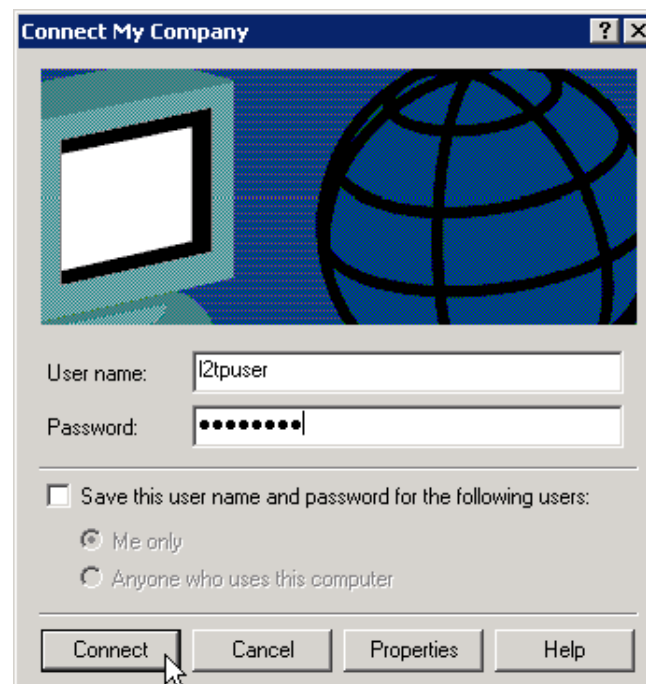 Connect My Company
User name: l2tpuser
Password: ●●●●●●●●
Save this user name and password for the following users:
Me only
Anyone who uses this computer
Connect Cancel Properties Help